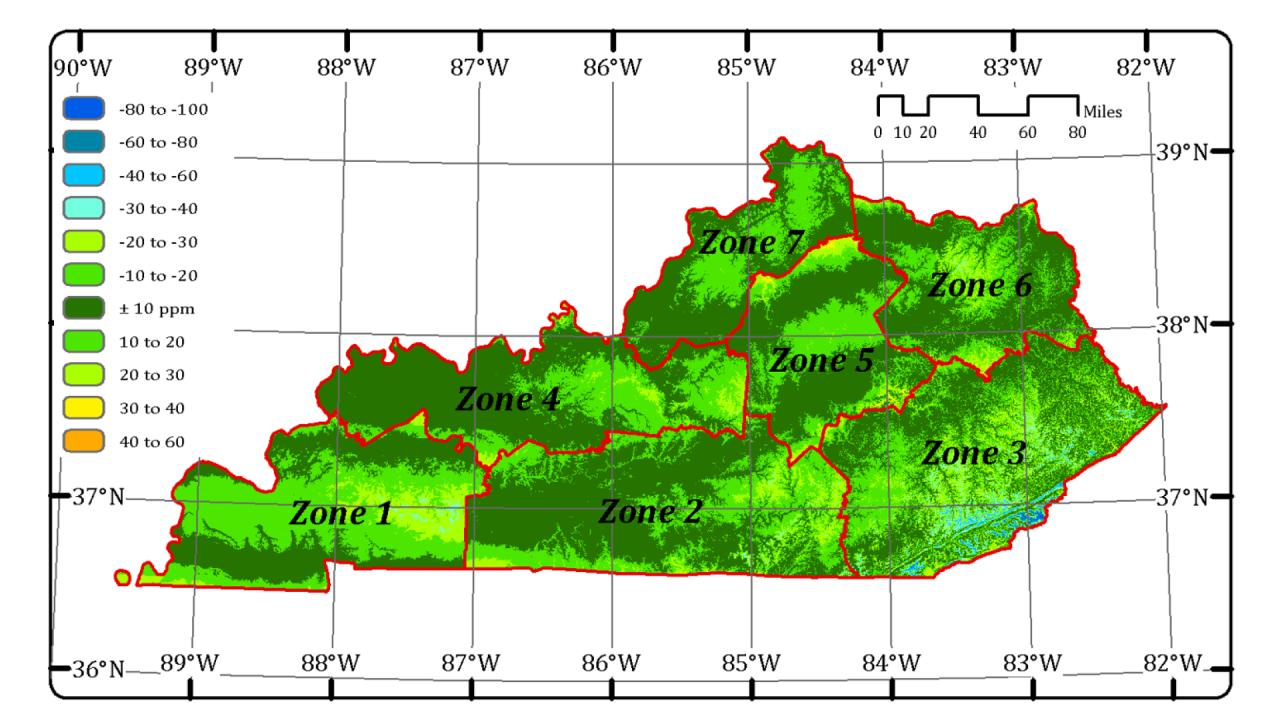 90°W 89°W 88°W 87°W 86°W 85°W 84°W 83°W 82°W
-80 to -100
-60 to -80
-40 to -60
-30 to -40
-20 to -30
-10 to -20
± 10 ppm
10 to 20
20 to 30
30 to 40
40 to 60
Miles
0 10 20 40 60 80
39°N
Zone 7
Zone 6
38°N
Zone 5
Zone 4
Zone 3
37°N 37°N
Zone 1 Zone 2
36°N
89°W 88°W 87°W 86°W 85°W 84°W 83°W 82°W